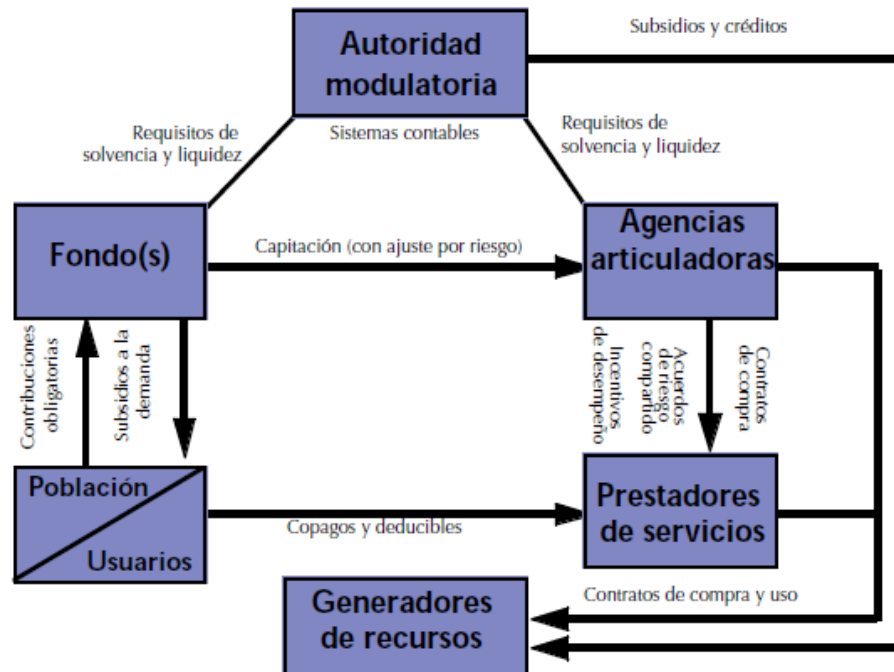 Autoridad
modulatoria
Subsidios y créditos
Requisitos de
solvencia y liquidez
Sistemas contables
Requisitos de
solvencia y liquidez
Fondo(s)
Capitación (con ajuste por riesgo)
Agencias
articuladoras
Contribuciones
obligatorias
Subsidios a la
demanda
Incentivos
de desempeño
Acuerdos
de riesgo
compartido
Contratos
de compra
Población
Usuarios
Copagos y deducibles
Prestadores
de servicios
Generadores
de recursos
Contratos de compra y uso